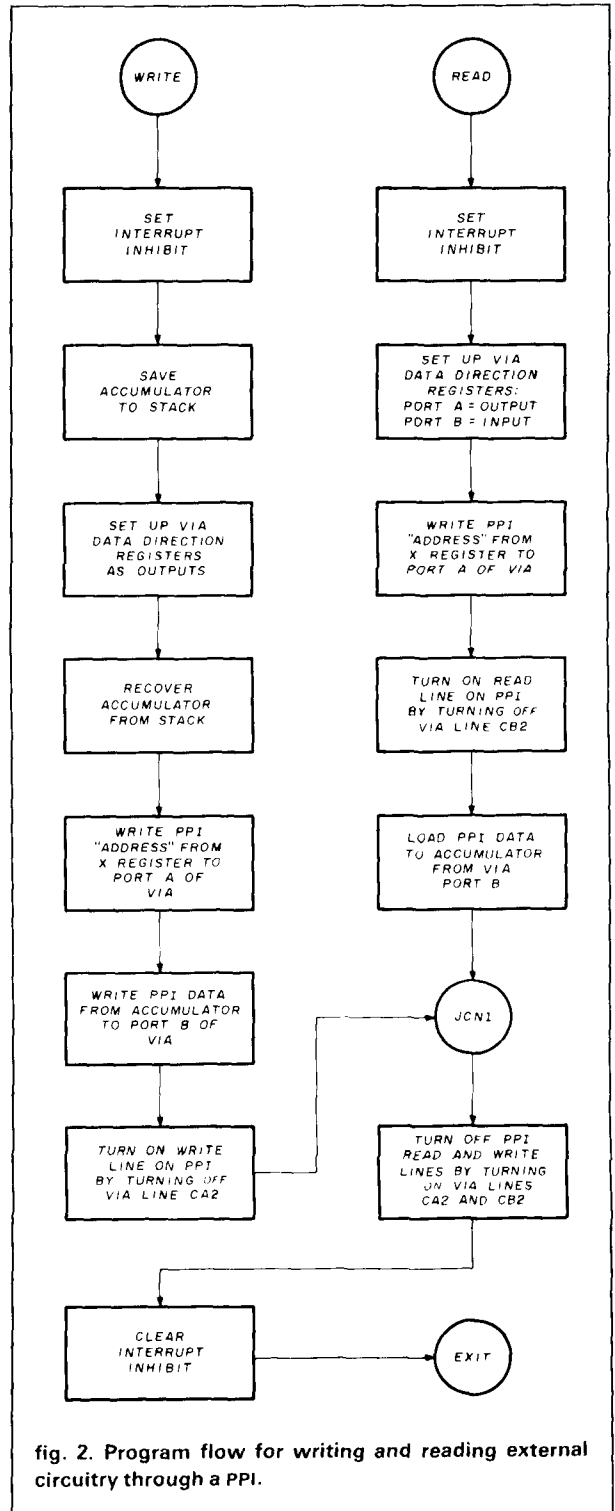 WRITE
SET
INTERRUPT
INHIBIT
SAVE
ACCUMULATOR
TO STACK
SET UP VIA
DATA DIRECTION
REGISTERS
AS OUTPUTS
RECOVER
ACCUMULATOR
FROM STACK
WRITE PPI
"ADDRESS" FROM
X REGISTER TO
PORT A OF
VIA
WRITE PPI DATA
FROM ACCUMULATOR
TO PORT B OF
VIA
TURN ON WRITE
LINE ON PPI
BY TURNING OFF
VIA LINE CA2
READ
SET
INTERRUPT
INHIBIT
SET UP VIA
DATA DIRECTION
REGISTERS:
PORT A = OUTPUT
PORT B = INPUT
WRITE PPI
"ADDRESS" FROM
X REGISTER TO
PORT A OF VIA
TURN ON READ
LINE ON PPI
BY TURNING OFF
VIA LINE CB2
LOAD PPI DATA
TO ACCUMULATOR
FROM VIA
PORT B
JCN1
TURN OFF PPI
READ AND WRITE
LINES BY TURNING
ON VIA LINES
CA2 AND CB2
CLEAR
INTERRUPT
INHIBIT
EXIT
fig. 2. Program flow for writing and reading external
circuitry through a PPI.